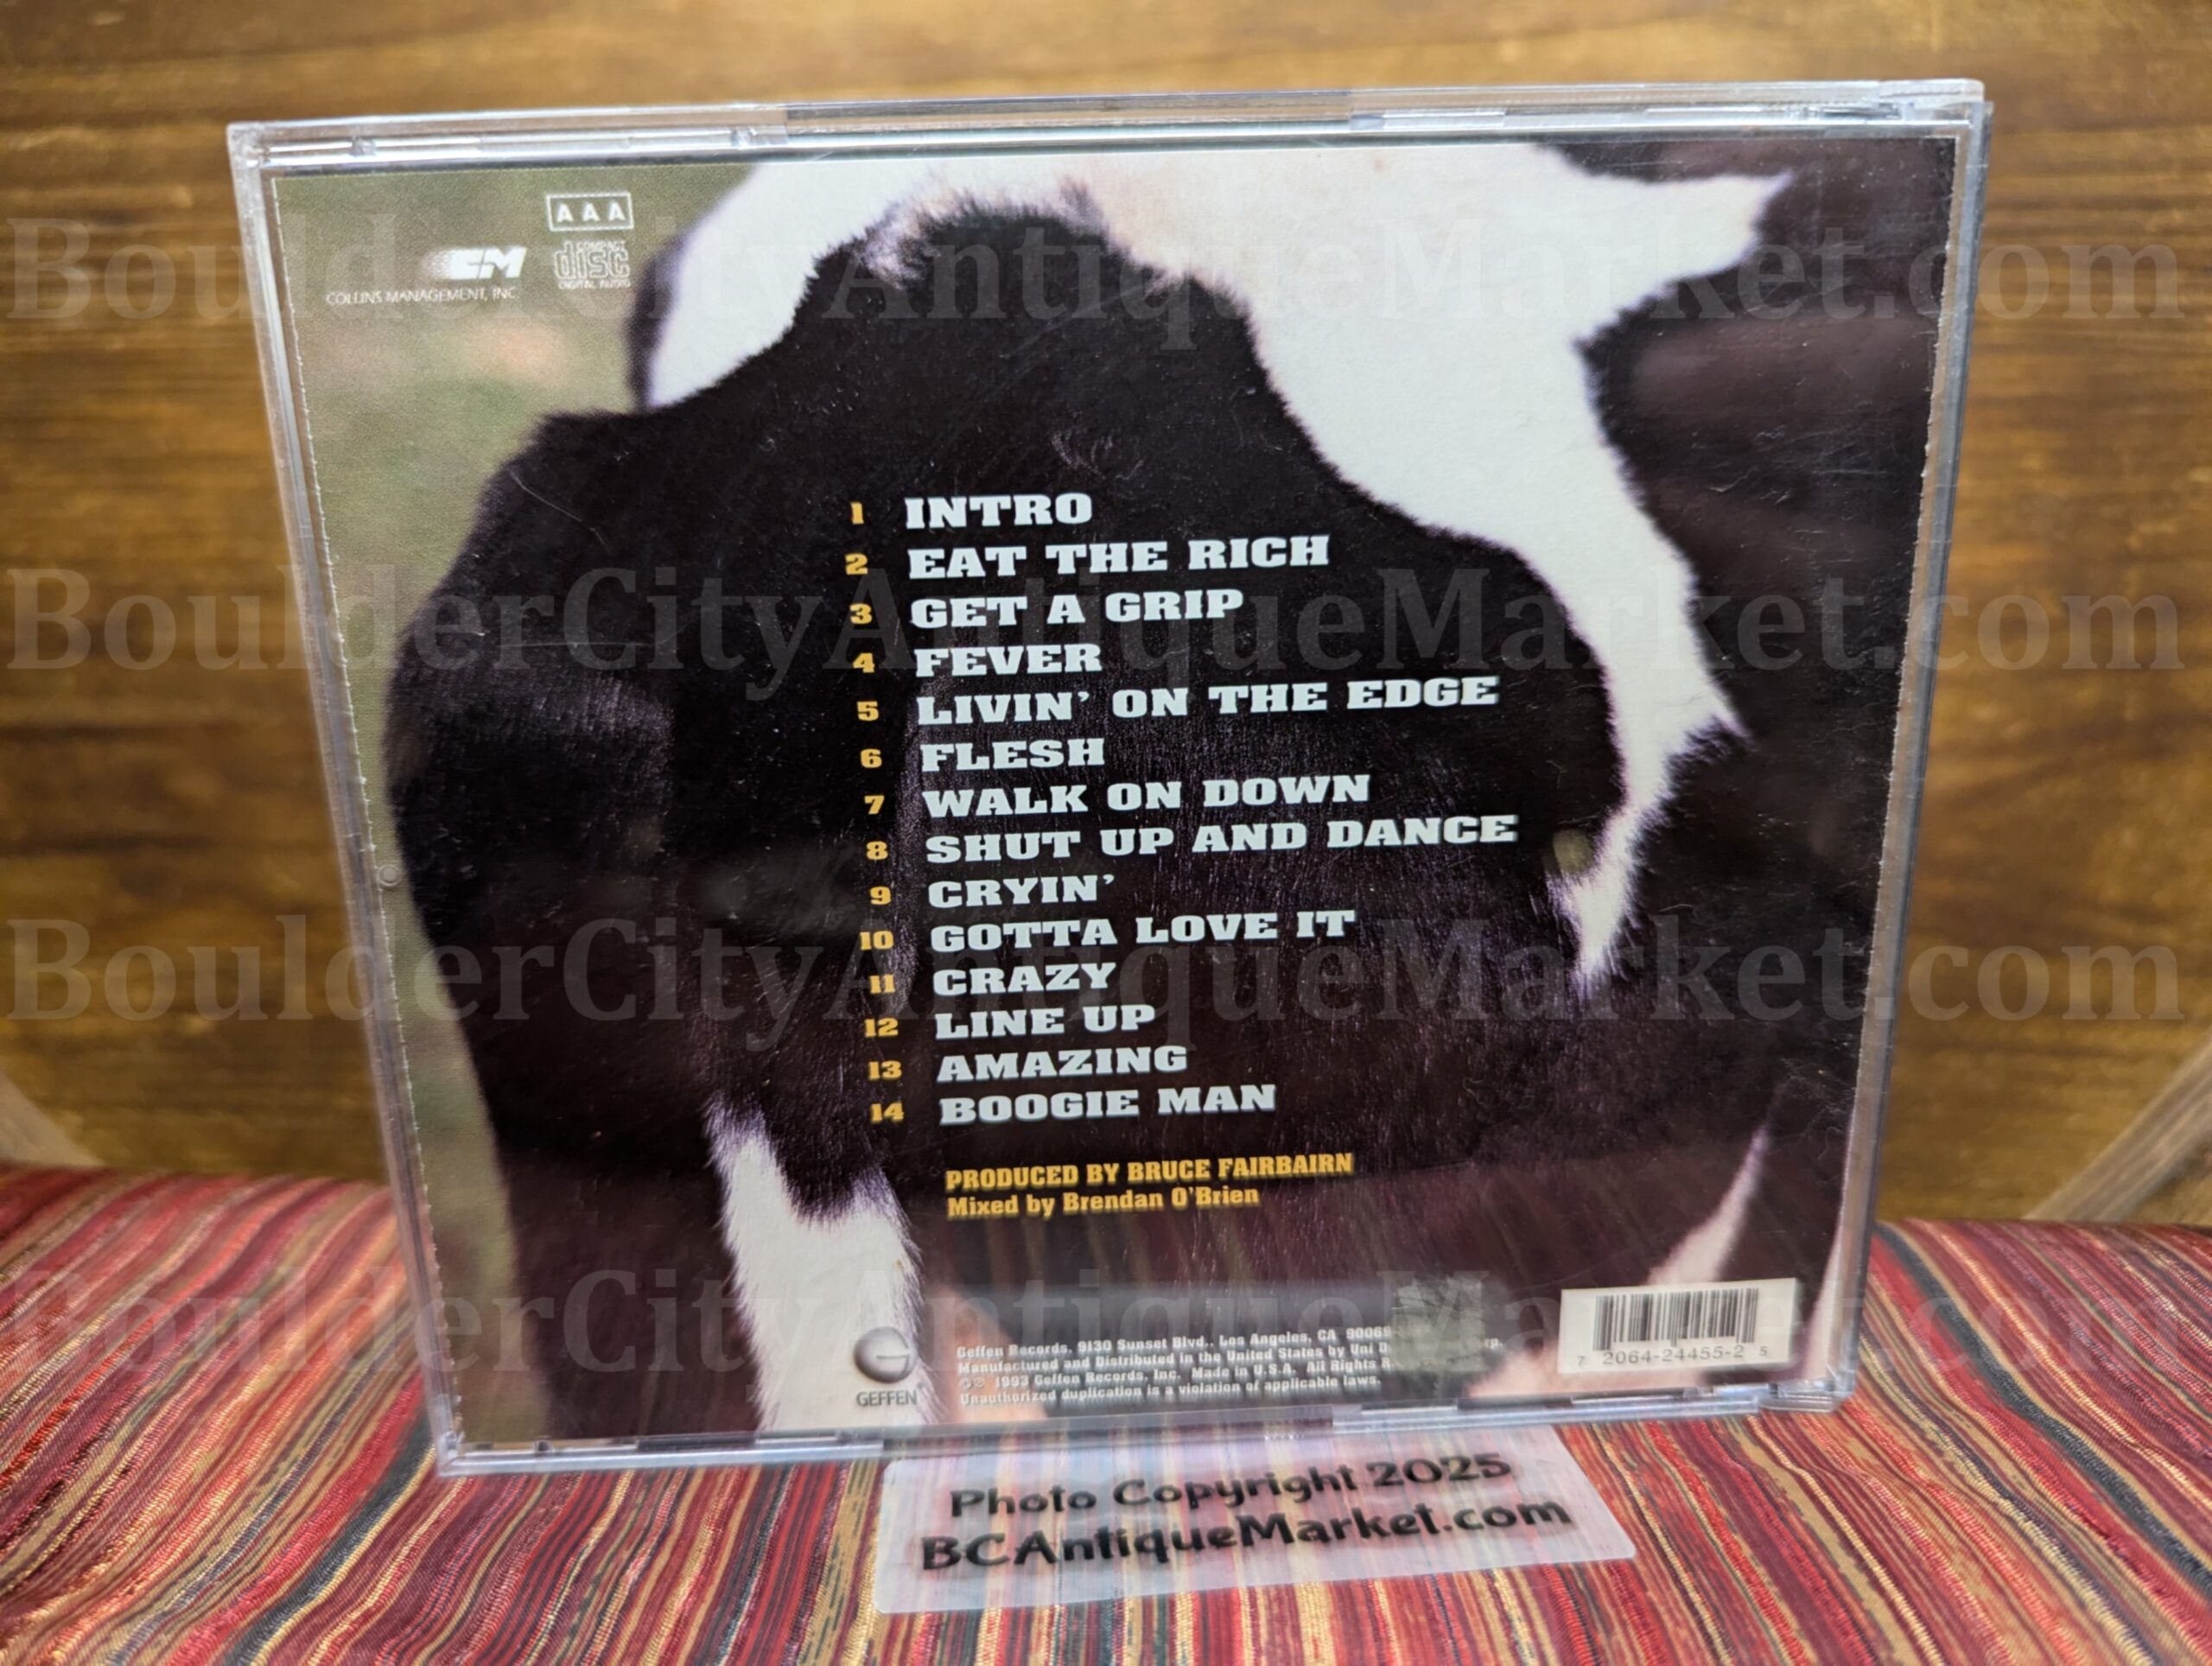 AAA
CM
COMPACT
disc
DIGITAL AUDIO
COLLINS MANAGEMENT, INC.
1 INTRO
2 EAT THE RICH
3 GET A GRIP
4 FEVER
5 LIVIN' ON THE EDGE
6 FLESH
7 WALK ON DOWN
8 SHUT UP AND DANCE
9 CRYIN'
10 GOTTA LOVE IT
11 CRAZY
12 LINE UP
13 AMAZING
14 BOOGIE MAN
PRODUCED BY BRUCE FAIRBAIRN
Mixed by Brendan O'Brien
Geffen Records, 9130 Sunset Blvd., Los Angeles, CA 90069
Manufactured and Distributed in the United States by Uni
Made in U.S.A. All Rights
©℗ 1993 Geffen Records, Inc.
Unauthorized duplication is a violation of applicable laws.
GEFFEN
7 2064-24455-2 5
Photo Copyright 2025
BCAntiqueMarket.com
BoulderCityAntiqueMarket.com
BoulderCityAntiqueMarket.com
BoulderCityAntiqueMarket.com
BoulderCityAntiqueMarket.com